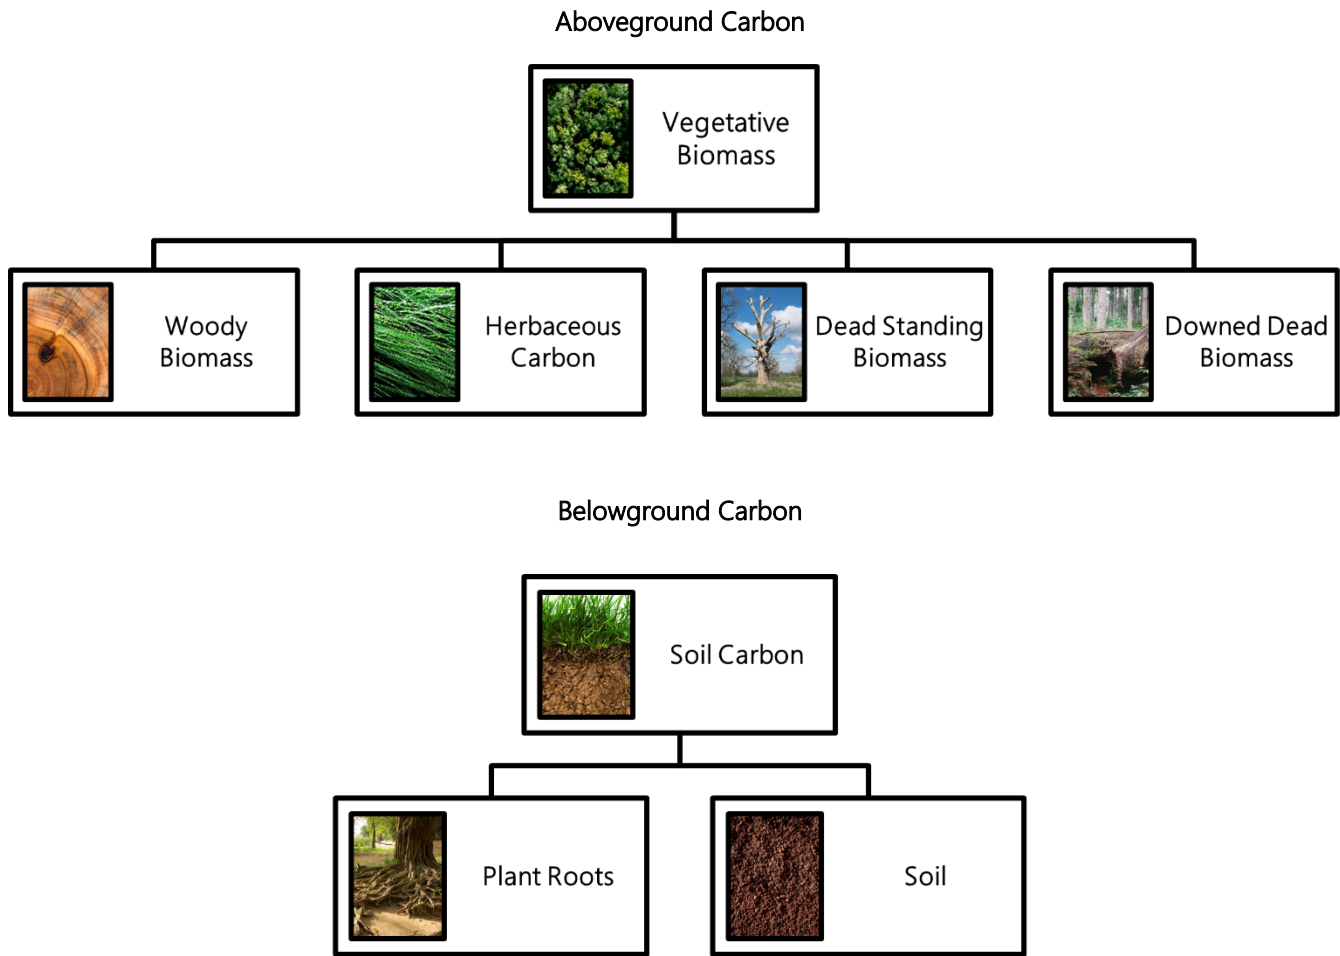 Aboveground Carbon
Vegetative
Biomass
Woody
Biomass
Herbaceous
Carbon
Dead Standing
Biomass
Downed Dead
Biomass
Belowground Carbon
Soil Carbon
Plant Roots
Soil